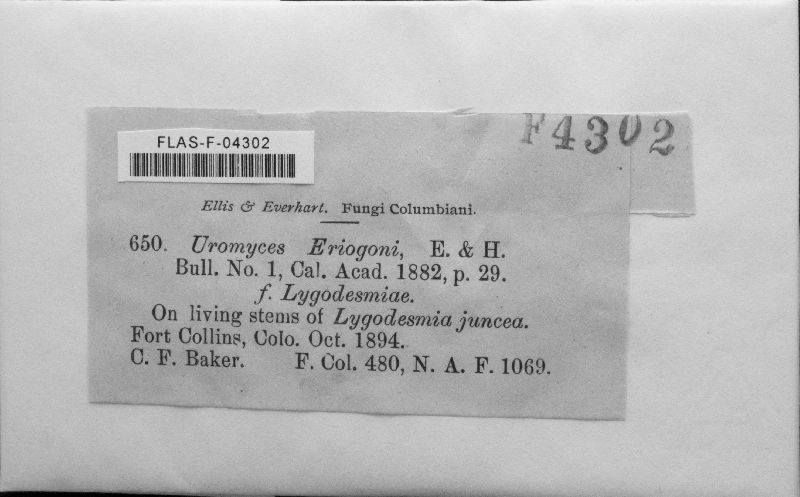 F4302
FLAS-F-04302
Ellis & Everhart. Fungi Columbiani.
650. Uromyces Eriogoni, E. & H.
Bull. No. 1, Cal. Acad. 1882, p. 29.
f. Lygodesmiae.
On living stems of Lygodesmia juncea.
Fort Collins, Colo. Oct. 1894.
C. F. Baker. F. Col. 480, N. A. F. 1069.